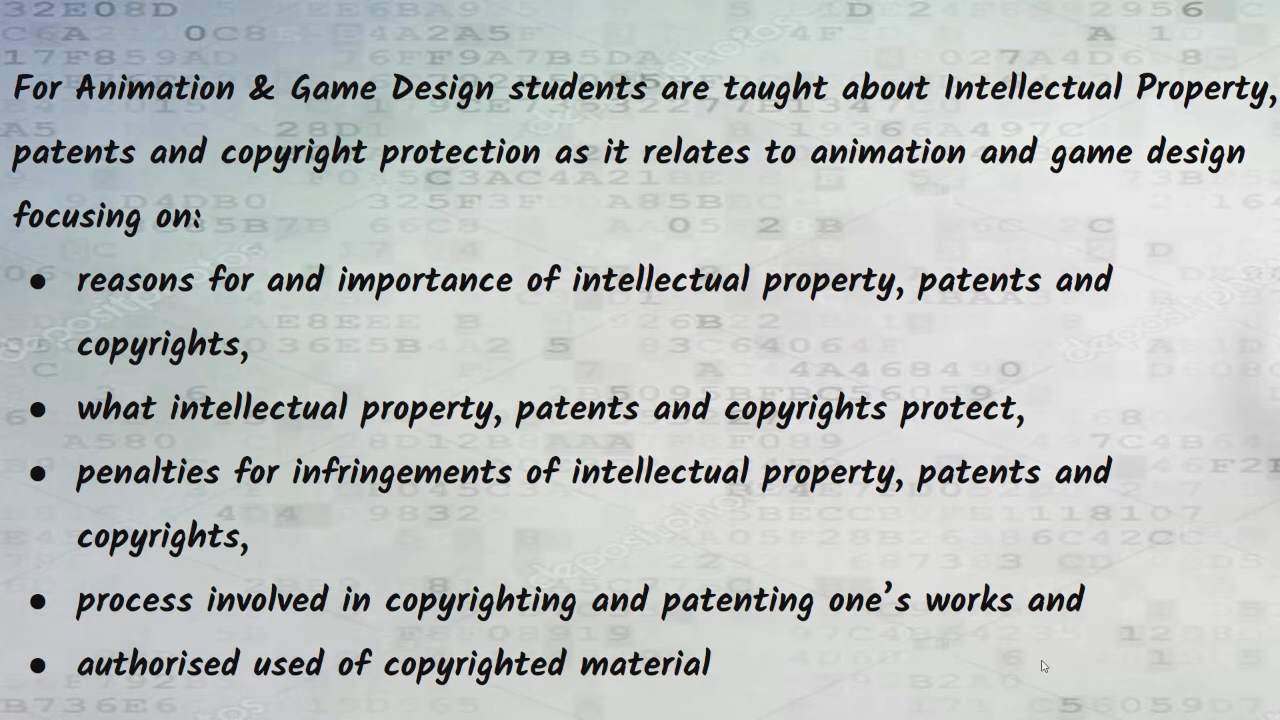 For Animation & Game Design students are taught about Intellectual Property,
patents and copyright protection as it relates to animation and game design
focusing on:
● reasons for and importance of intellectual property, patents and
copyrights,
● what intellectual property, patents and copyrights protect,
● penalties for infringements of intellectual property, patents and
copyrights,
● process involved in copyrighting and patenting one’s works and
● authorised used of copyrighted material